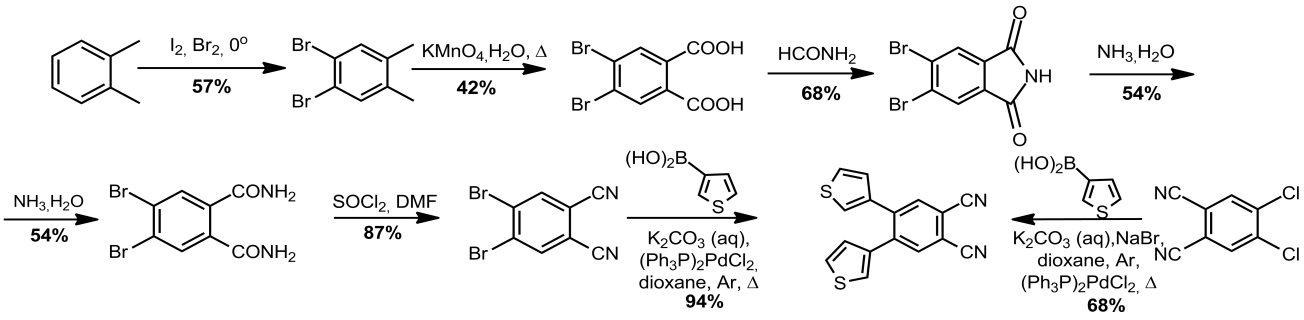 I₂, Br₂, 0°
57%
Br
Br
KMnO₄,H₂O, Δ
42%
Br
Br
COOH
COOH
HCONH₂
68%
Br
Br
O
NH
O
NH₃,H₂O
54%
NH₃,H₂O
54%
Br
Br
CONH₂
CONH₂
SOCl₂, DMF
87%
Br
Br
CN
CN
(HO)₂B
S
K₂CO₃ (aq),
(Ph₃P)₂PdCl₂,
dioxane, Ar, Δ
94%
S
S
CN
CN
(HO)₂B
S
K₂CO₃ (aq),NaBr,
dioxane, Ar,
(Ph₃P)₂PdCl₂, Δ
68%
NC
NC
Cl
Cl